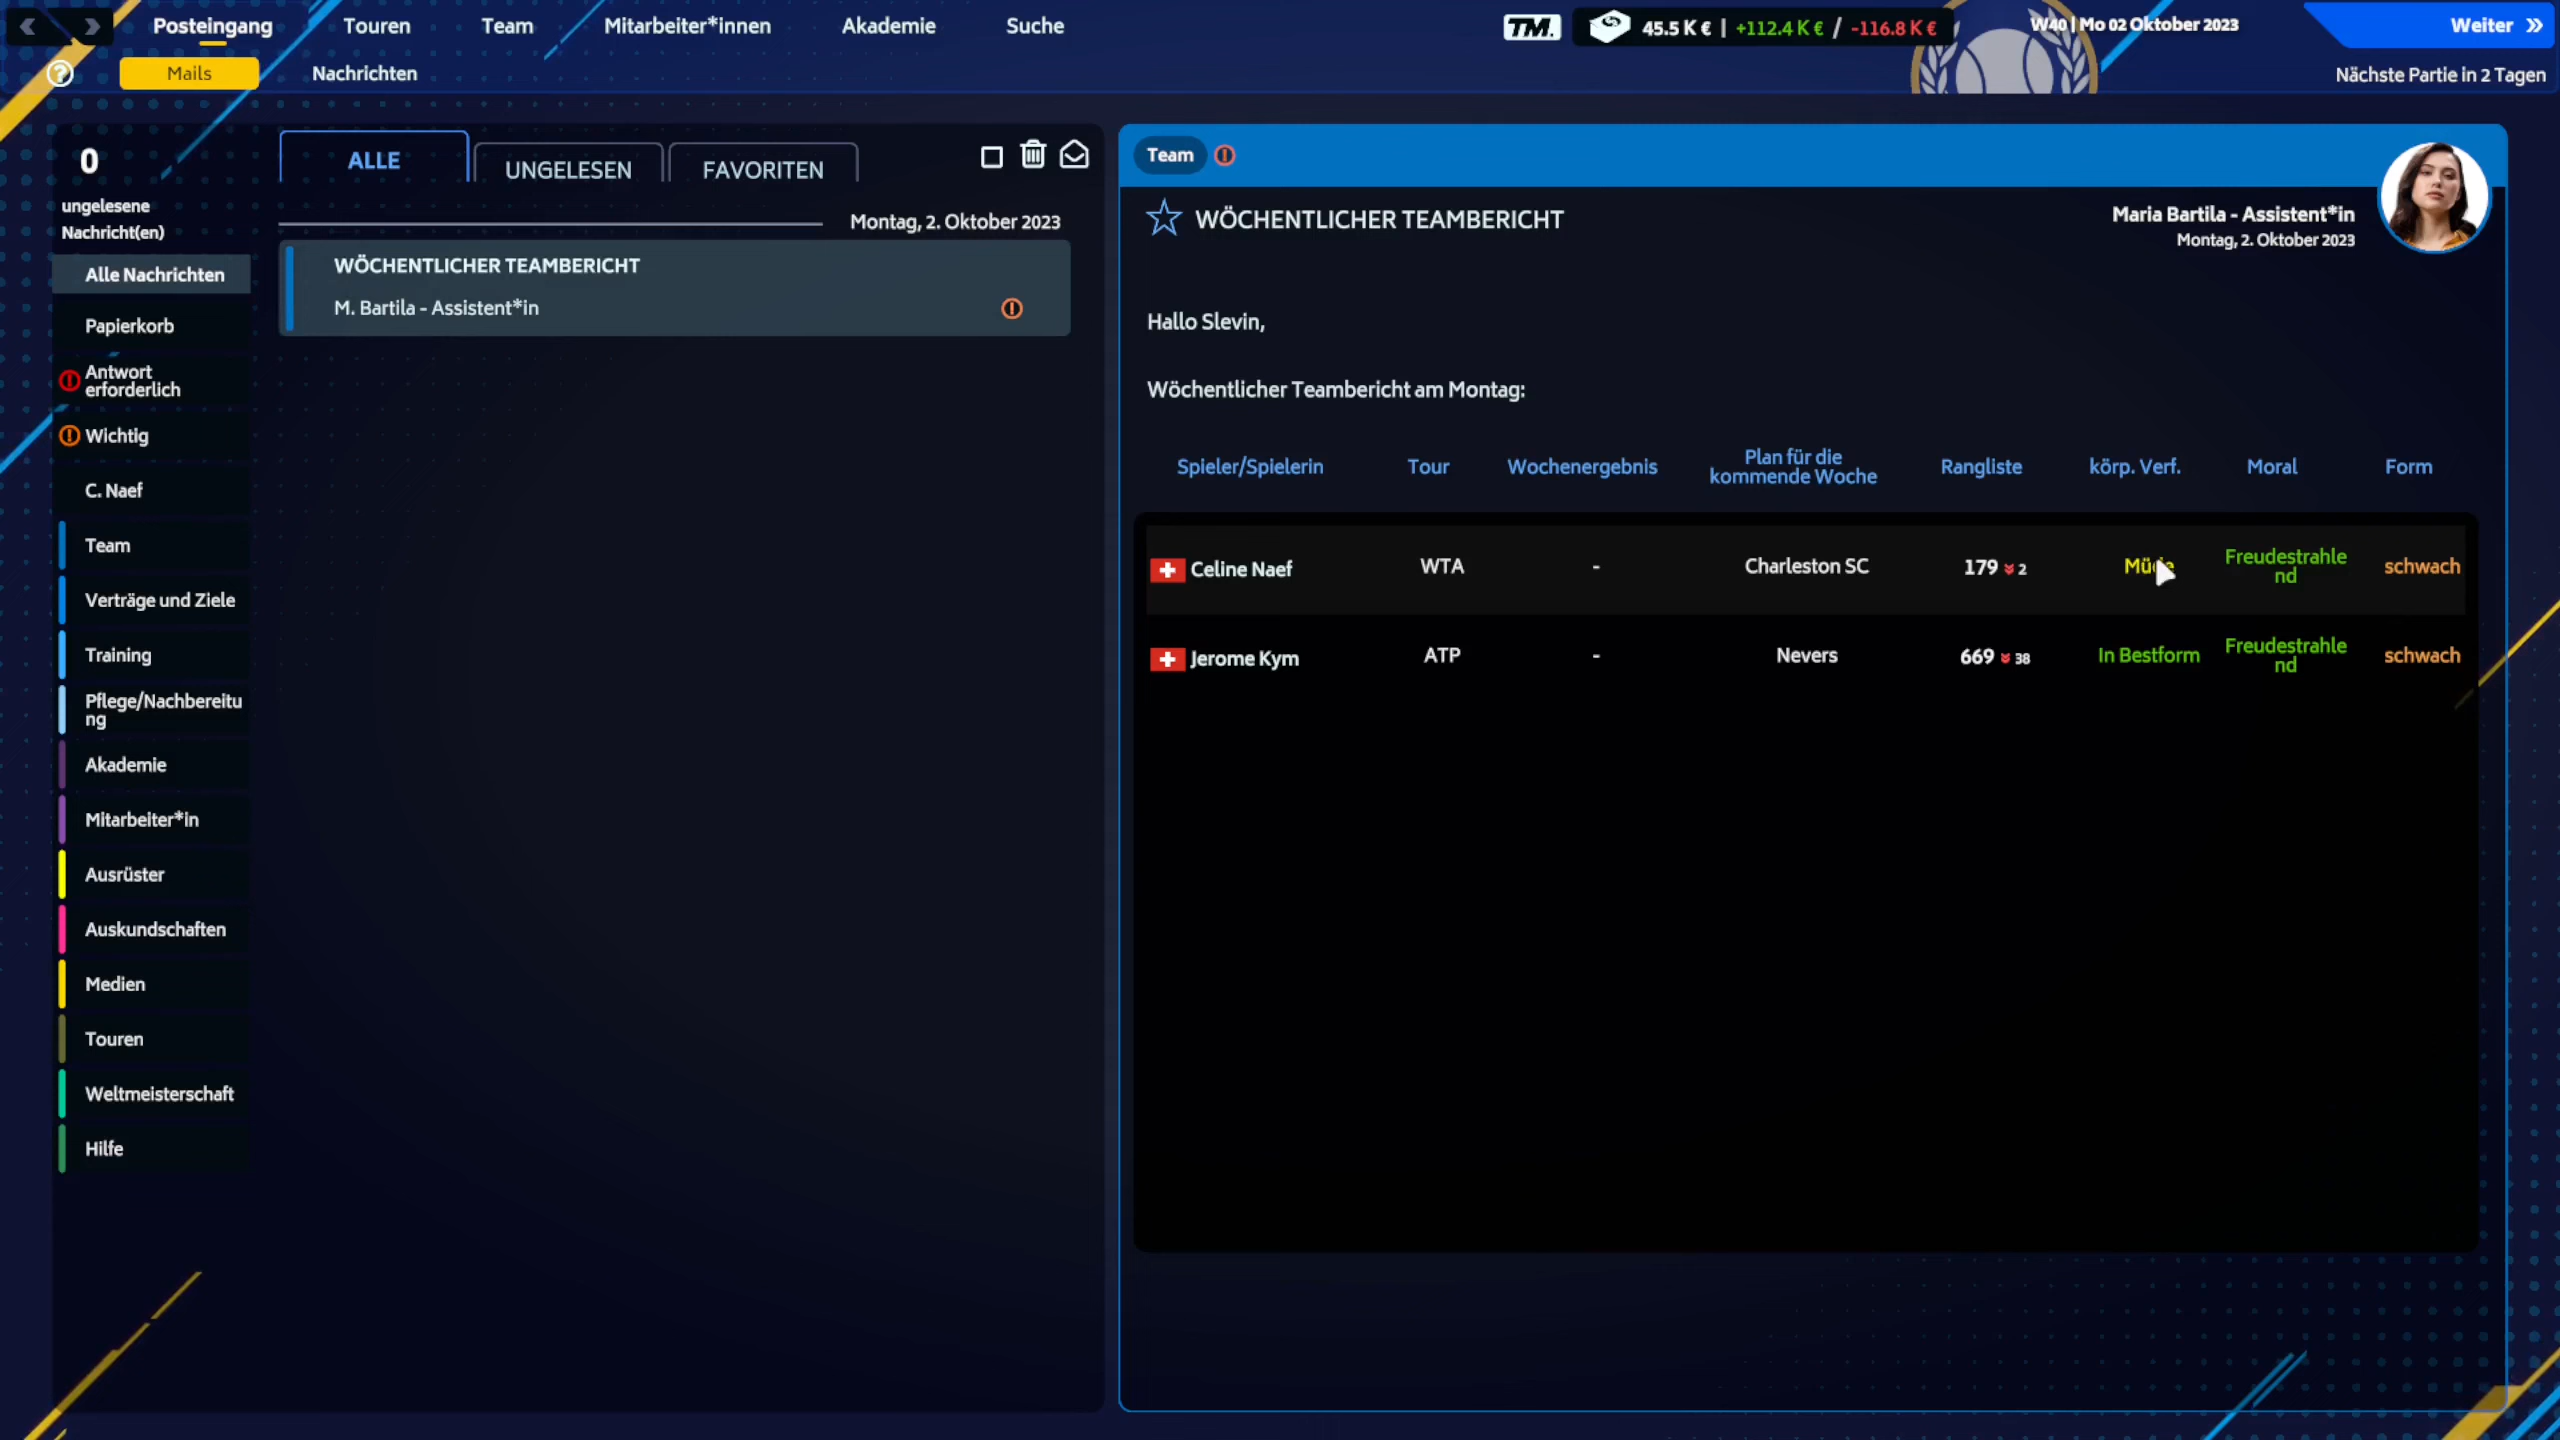 Posteingang Touren Team Mitarbeiter*innen Akademie Suche
TM. 45.5 K € | +112.4 K € / -116.8 K € W40 | Mo 02 Oktober 2023 Weiter
Mails Nachrichten Nächste Partie in 2 Tagen
0
ungelesene
Nachricht(en)
Alle Nachrichten
Papierkorb
Antwort
erforderlich
Wichtig
C. Naef
Team
Verträge und Ziele
Training
Pflege/Nachbereitu
ng
Akademie
Mitarbeiter*in
Ausrüster
Auskundschaften
Medien
Touren
Weltmeisterschaft
Hilfe
ALLE UNGELESEN FAVORITEN
Montag, 2. Oktober 2023
WÖCHENTLICHER TEAMBERICHT
M. Bartila - Assistent*in
Team
WÖCHENTLICHER TEAMBERICHT
Maria Bartila - Assistent*in
Montag, 2. Oktober 2023
Hallo Slevin,
Wöchentlicher Teambericht am Montag:
Spieler/Spielerin Tour Wochenergebnis Plan für die
kommende Woche Rangliste körp. Verf. Moral Form
Celine Naef WTA - Charleston SC 179 2 Freudestrahle
nd schwach
Jerome Kym ATP - Nevers 669 38 In Bestform Freudestrahle
nd schwach